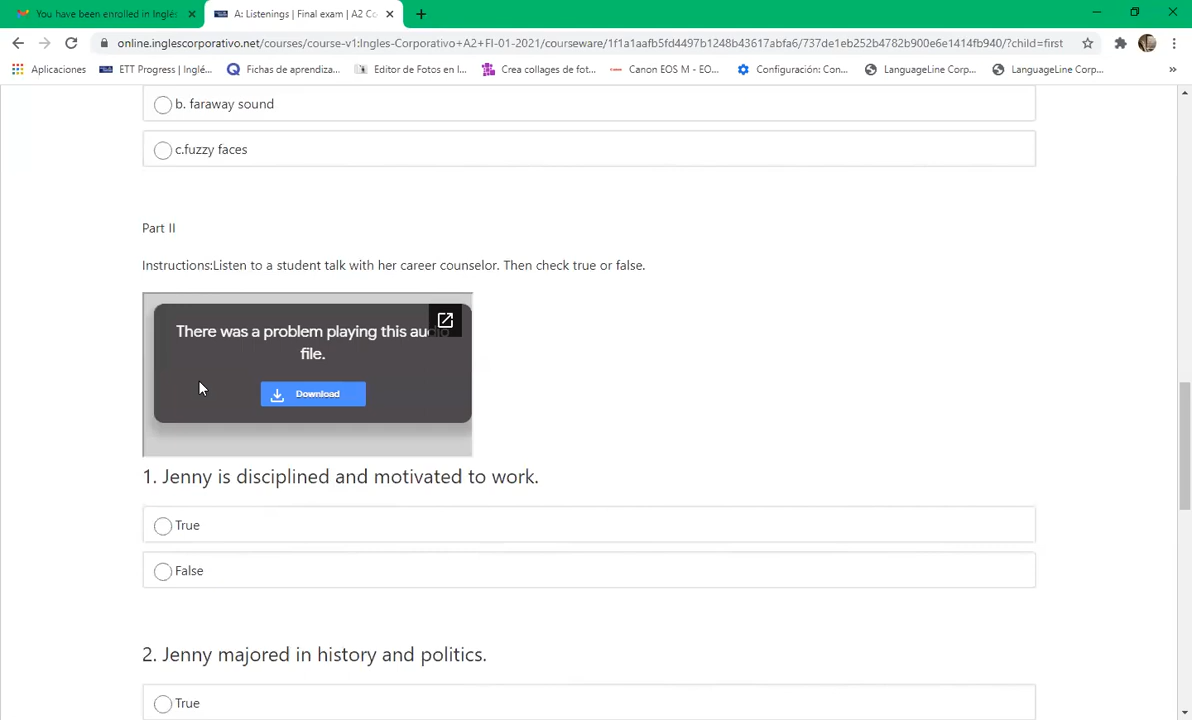 You have been enrolled in Inglés
A: Listenings | Final exam | A2 Co
online.inglescorporativo.net/courses/course-v1:Ingles-Corporativo+A2+FI-01-2021/courseware/1f1a1aafb5fd4497b1248b43617abfa6/737de1eb252b4782b900e6e1414fb940/?child=first
Aplicaciones
ETT Progress | Inglé...
Fichas de aprendiza...
Editor de Fotos en l...
Crea collages de fot...
Canon EOS M - EO...
Configuración: Con...
LanguageLine Corp...
LanguageLine Corp...
b. faraway sound
c.fuzzy faces
Part II
Instructions:Listen to a student talk with her career counselor. Then check true or false.
There was a problem playing this audio
file.
Download
1. Jenny is disciplined and motivated to work.
True
False
2. Jenny majored in history and politics.
True